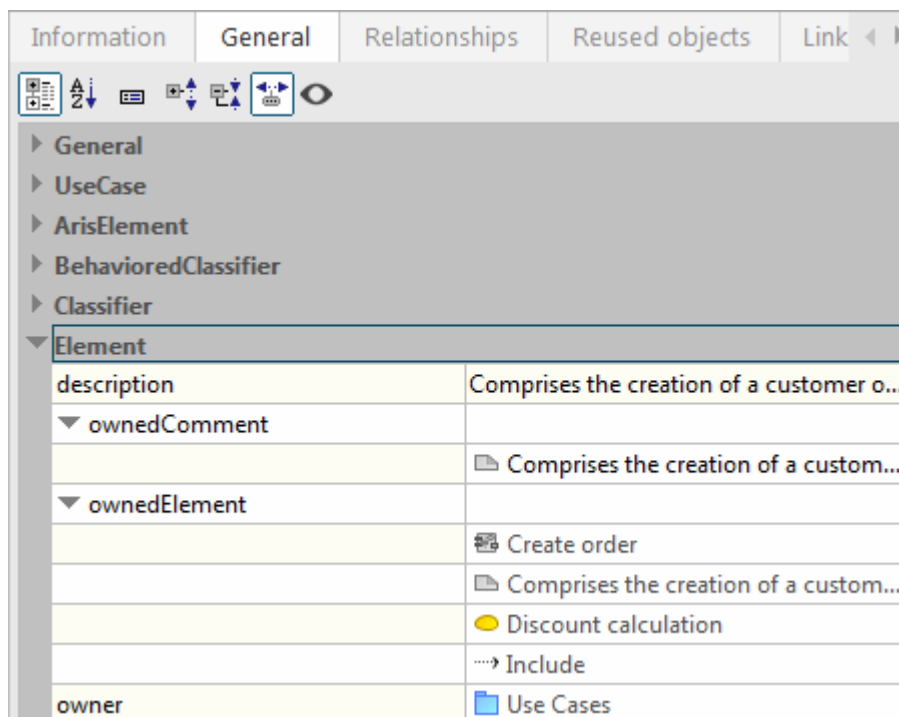 Information General Relationships Reused objects Link
General
UseCase
ArisElement
BehavioredClassifier
Classifier
Element
description Comprises the creation of a customer o...
ownedComment
Comprises the creation of a custom...
ownedElement
Create order
Comprises the creation of a custom...
Discount calculation
Include
owner Use Cases